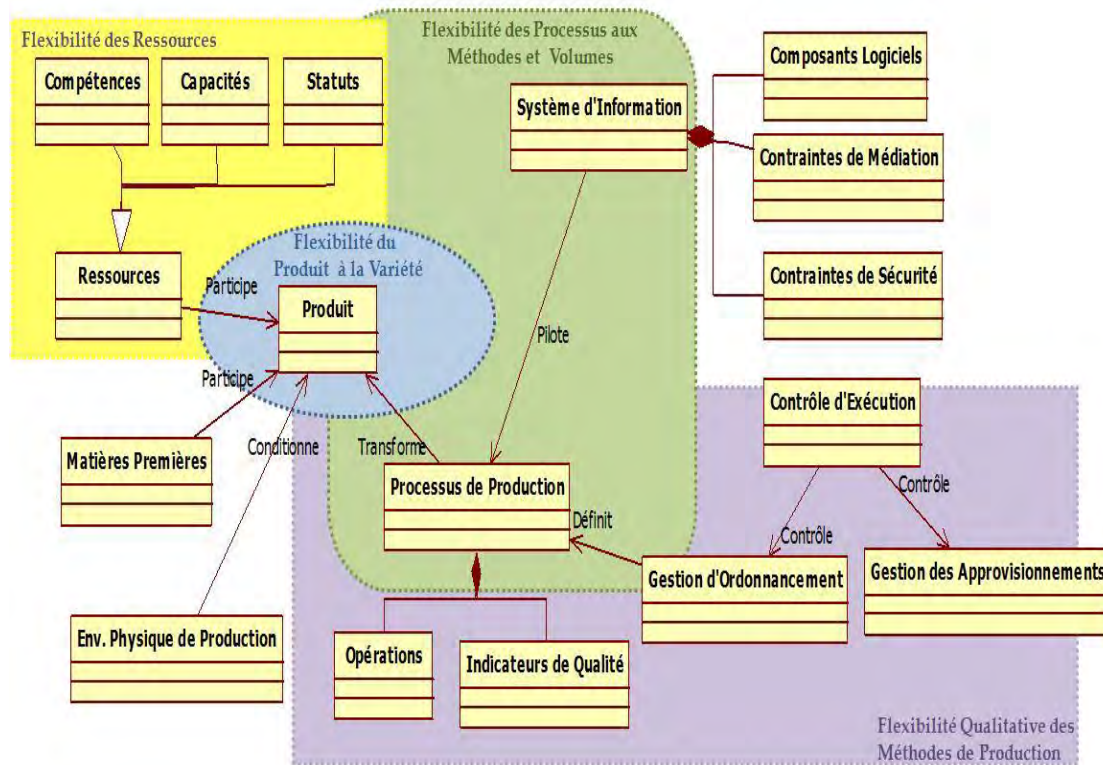 Flexibilité des Ressources
Compétences
Capacités
Statuts
Ressources
Participe
Flexibilité des Processus aux
Méthodes et Volumes
Système d'Information
Composants Logiciels
Contraintes de Médiation
Contraintes de Sécurité
Flexibilité du
Produit à la Variété
Produit
Pilote
Participe
Matières Premières
Conditionne
Transforme
Processus de Production
Définit
Contrôle d'Exécution
Contrôle
Contrôle
Gestion d'Ordonnancement
Gestion des Approvisionnements
Env. Physique de Production
Opérations
Indicateurs de Qualité
Flexibilité Qualitative des
Méthodes de Production